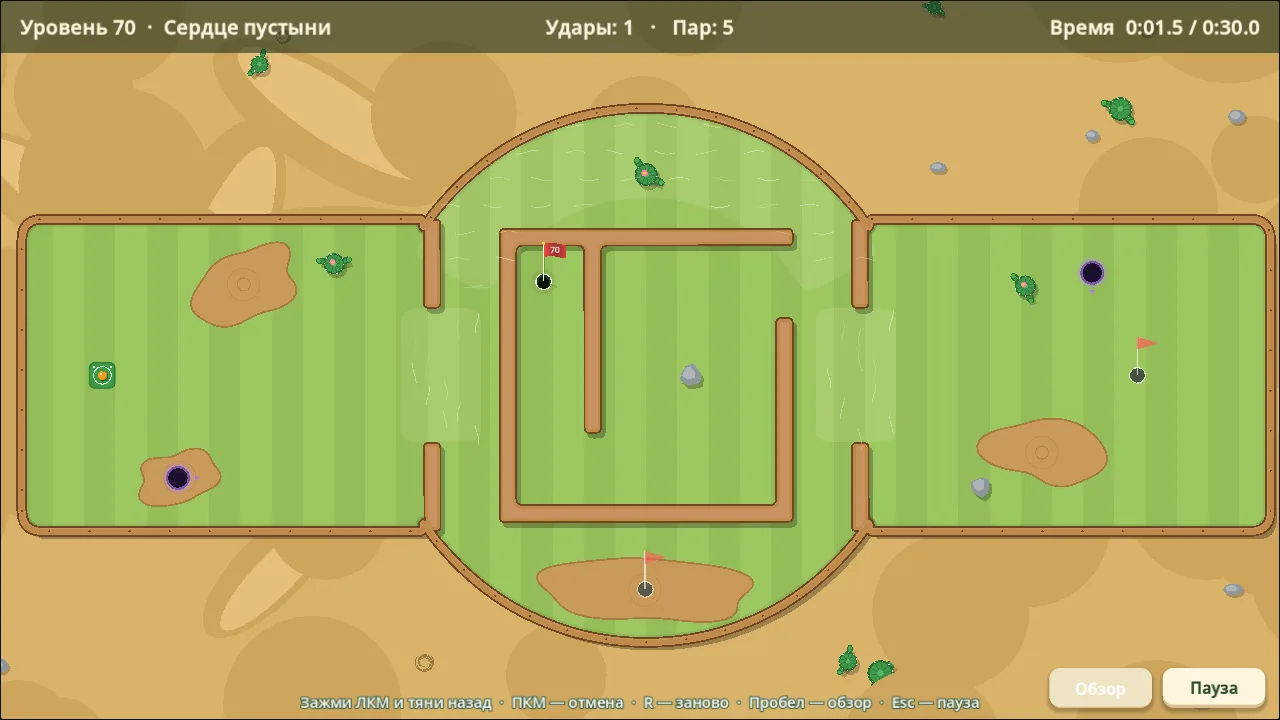 Уровень 70 · Сердце пустыни
Удары: 1 · Пар: 5
Время 0:01.5 / 0:30.0
70
Обзор
Пауза
Зажми ЛКМ и тяни назад · ПКМ — отмена · R — заново · Пробел — обзор · Esc — пауза